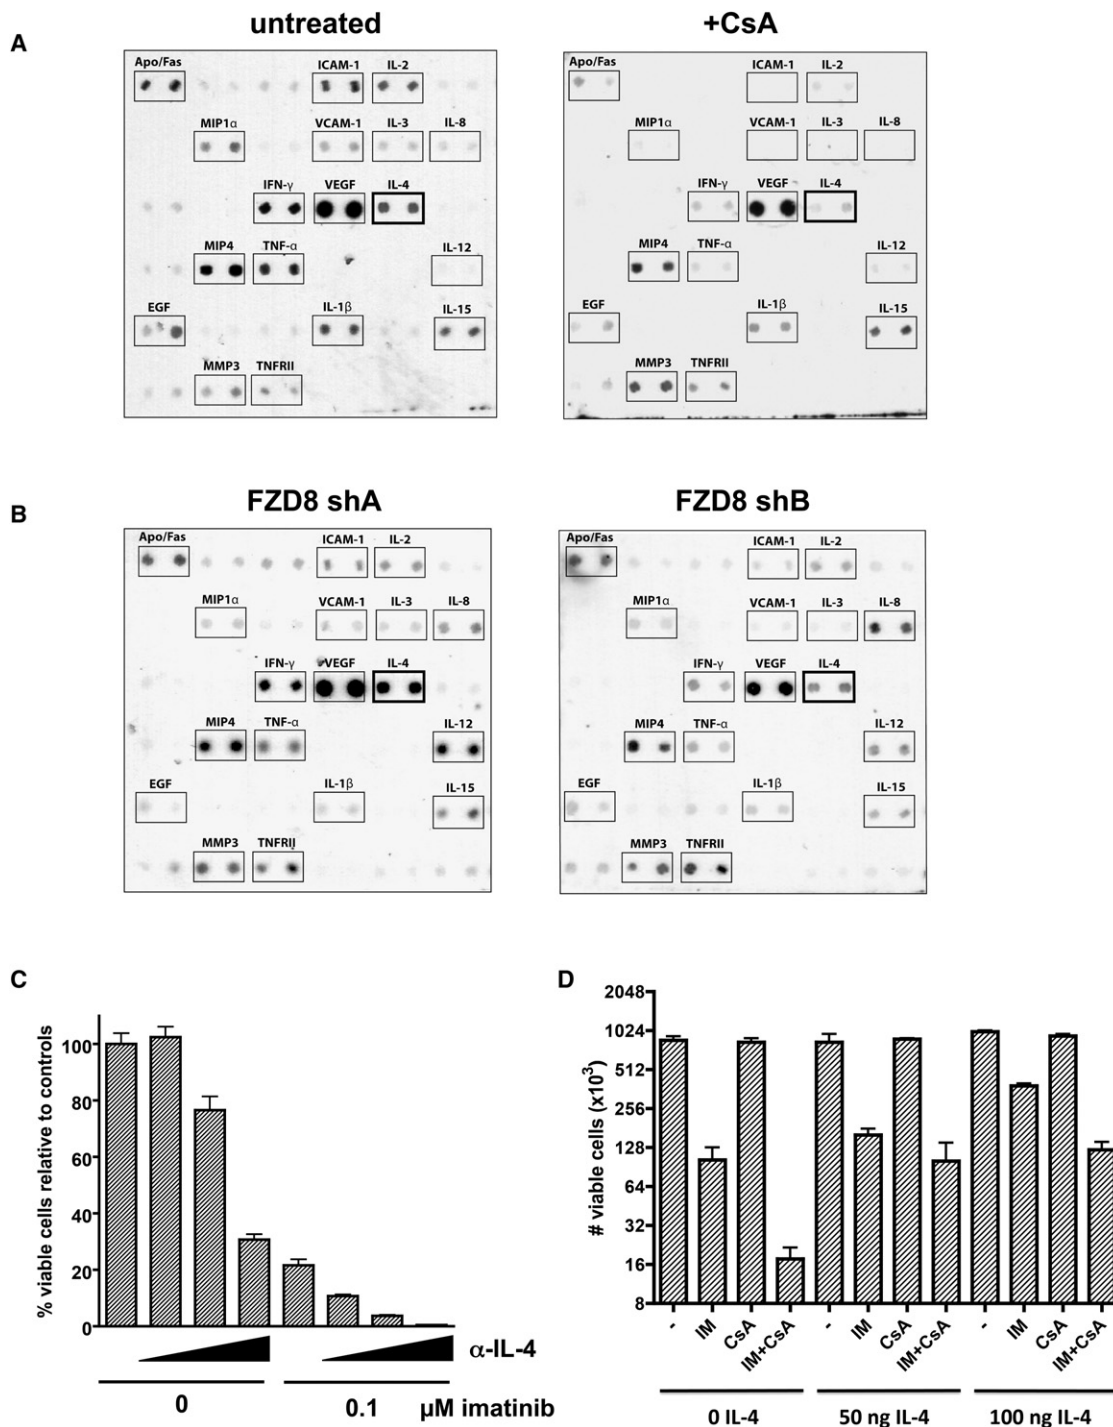 A
untreated
+CsA
Apo/Fas ICAM-1 IL-2
MIP1α VCAM-1 IL-3 IL-8
IFN-γ VEGF IL-4
MIP4 TNF-α IL-12
EGF IL-1β IL-15
MMP3 TNFRII
Apo/Fas ICAM-1 IL-2
MIP1α VCAM-1 IL-3 IL-8
IFN-γ VEGF IL-4
MIP4 TNF-α IL-12
EGF IL-1β IL-15
MMP3 TNFRII
B
FZD8 shA
FZD8 shB
Apo/Fas ICAM-1 IL-2
MIP1α VCAM-1 IL-3 IL-8
IFN-γ VEGF IL-4
MIP4 TNF-α IL-12
EGF IL-1β IL-15
MMP3 TNFRII
Apo/Fas ICAM-1 IL-2
MIP1α VCAM-1 IL-3 IL-8
IFN-γ VEGF IL-4
MIP4 TNF-α IL-12
EGF IL-1β IL-15
MMP3 TNFRII
C
% viable cells relative to controls
100
80
60
40
20
0
α-IL-4
0 0.1 μM imatinib
D
# viable cells (x10³)
2048
1024
512
256
128
64
32
16
8
- IM CsA IM+CsA - IM CsA IM+CsA - IM CsA IM+CsA
0 IL-4 50 ng IL-4 100 ng IL-4